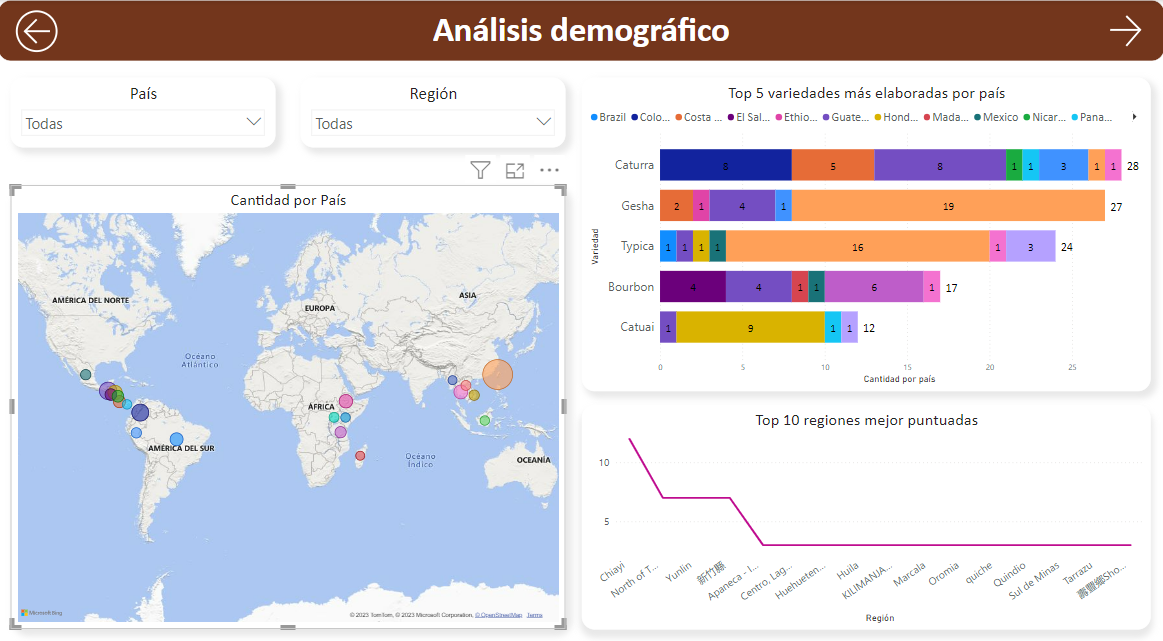 Análisis demográfico
País
Todas
Región
Todas
Cantidad por País
AMÉRICA DEL NORTE
EUROPA
ASIA
Océano
Atlántico
ÁFRICA
AMÉRICA DEL SUR
Océano
Índico
OCEANÍA
Microsoft Bing
© 2023 TomTom, © 2023 Microsoft Corporation, © OpenStreetMap Terms
Top 5 variedades más elaboradas por país
Brazil Colo... Costa ... El Sal... Ethio... Guate... Hond... Mada... Mexico Nicar... Pana...
Variedad
Caturra 8 5 8 1 1 3 1 1 28
Gesha 2 1 4 1 19 27
Typica 1 1 1 1 16 1 3 24
Bourbon 4 4 1 1 6 1 17
Catuai 1 9 1 1 12
0 5 10 15 20 25
Cantidad por país
Top 10 regiones mejor puntuadas
10
5
Chiayi North of T... Yunlin 新竹縣 Apaneca - I... Centro, Lag... Huehueten... Huila KILIMANJA... Marcala Oromia quiche Quindio Sul de Minas Tarrazu 壽豐鄉Sho...
Región